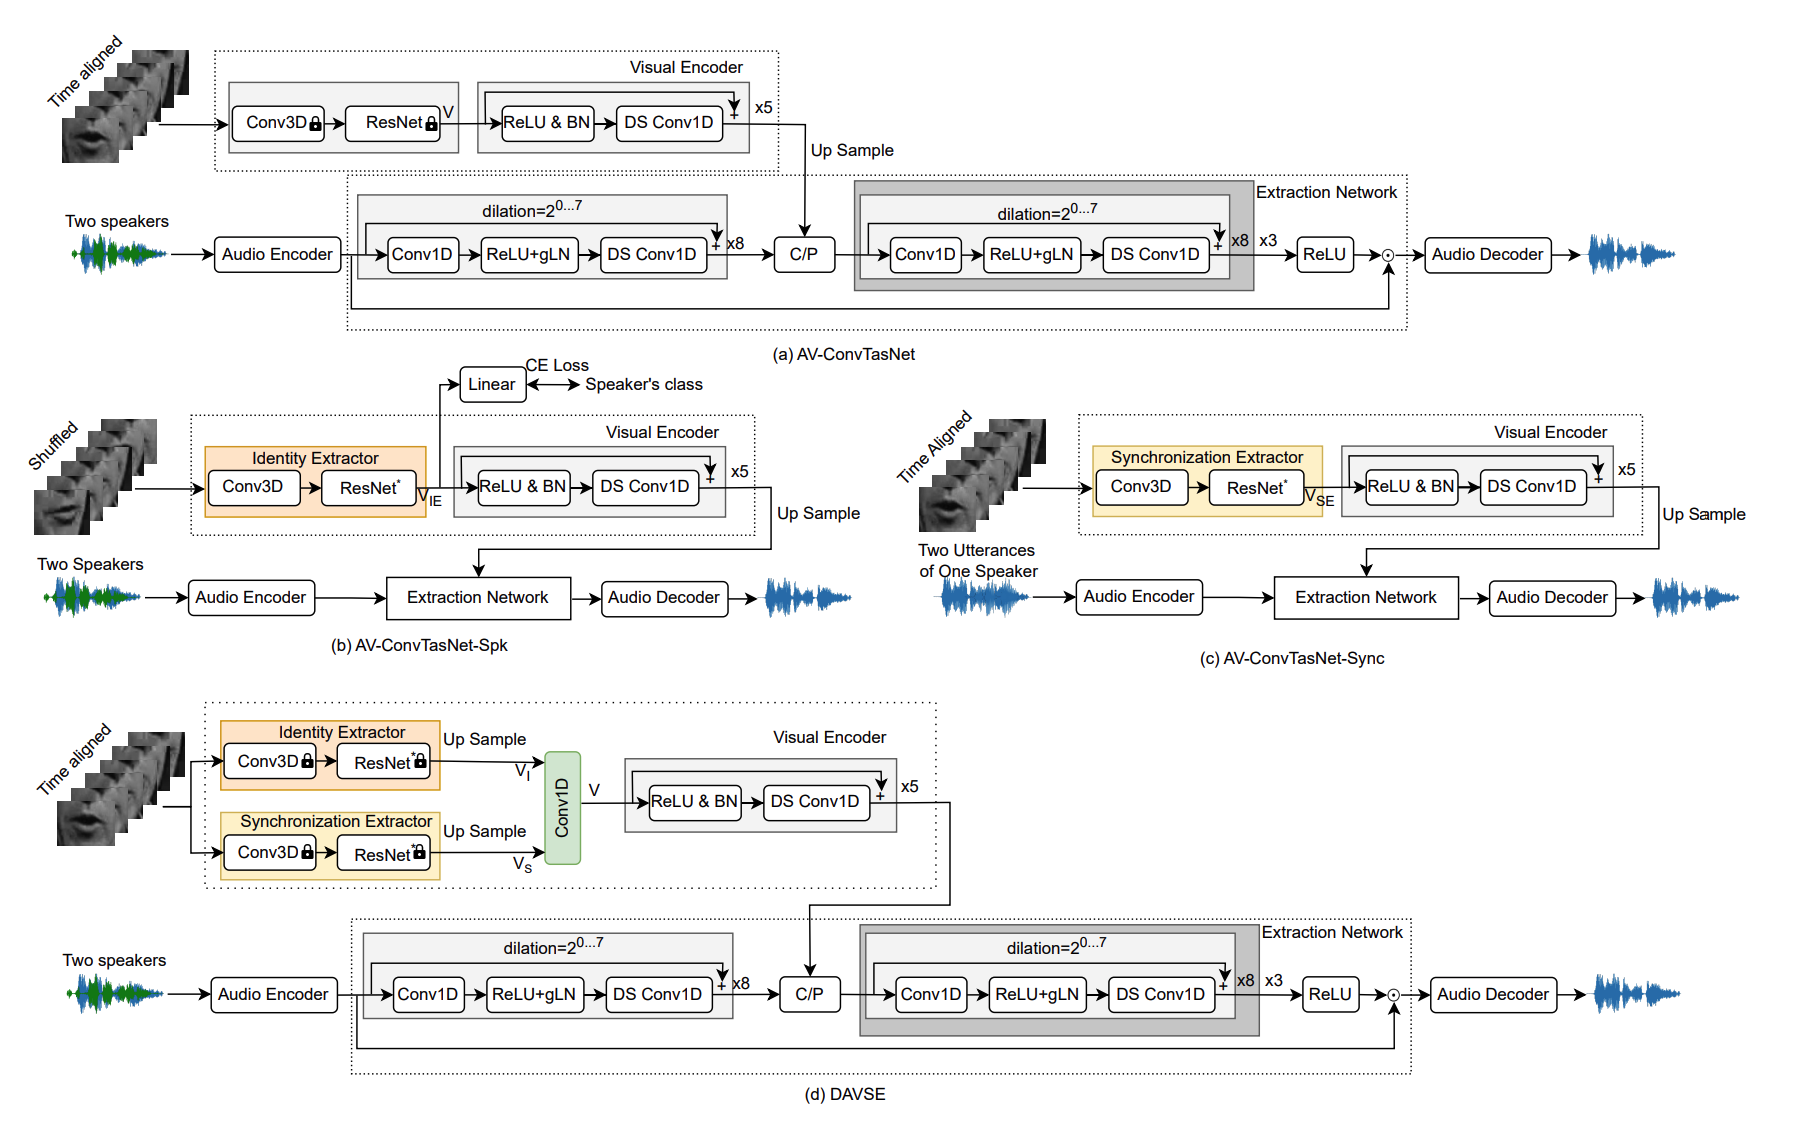 Time aligned
Visual Encoder
Conv3D
ResNet
V
ReLU & BN
DS Conv1D
+
x5
Up Sample
Two speakers
Audio Encoder
dilation=2^0...7
Conv1D
ReLU+gLN
DS Conv1D
+
x8
C/P
Extraction Network
dilation=2^0...7
Conv1D
ReLU+gLN
DS Conv1D
+
x8
x3
ReLU
Audio Decoder
(a) AV-ConvTasNet
Linear
CE Loss
Speaker's class
Shuffled
Visual Encoder
Identity Extractor
Conv3D
ResNet*
V_IE
ReLU & BN
DS Conv1D
+
x5
Up Sample
Two Speakers
Audio Encoder
Extraction Network
Audio Decoder
(b) AV-ConvTasNet-Spk
Time Aligned
Visual Encoder
Synchronization Extractor
Conv3D
ResNet*
V_SE
ReLU & BN
DS Conv1D
+
x5
Up Sample
Two Utterances
of One Speaker
Audio Encoder
Extraction Network
Audio Decoder
(c) AV-ConvTasNet-Sync
Time aligned
Identity Extractor
Conv3D
ResNet*
Up Sample
V_I
Synchronization Extractor
Conv3D
ResNet*
Up Sample
V_S
Conv1D
V
Visual Encoder
ReLU & BN
DS Conv1D
+
x5
Two speakers
Audio Encoder
dilation=2^0...7
Conv1D
ReLU+gLN
DS Conv1D
+
x8
C/P
Extraction Network
dilation=2^0...7
Conv1D
ReLU+gLN
DS Conv1D
+
x8
x3
ReLU
Audio Decoder
(d) DAVSE